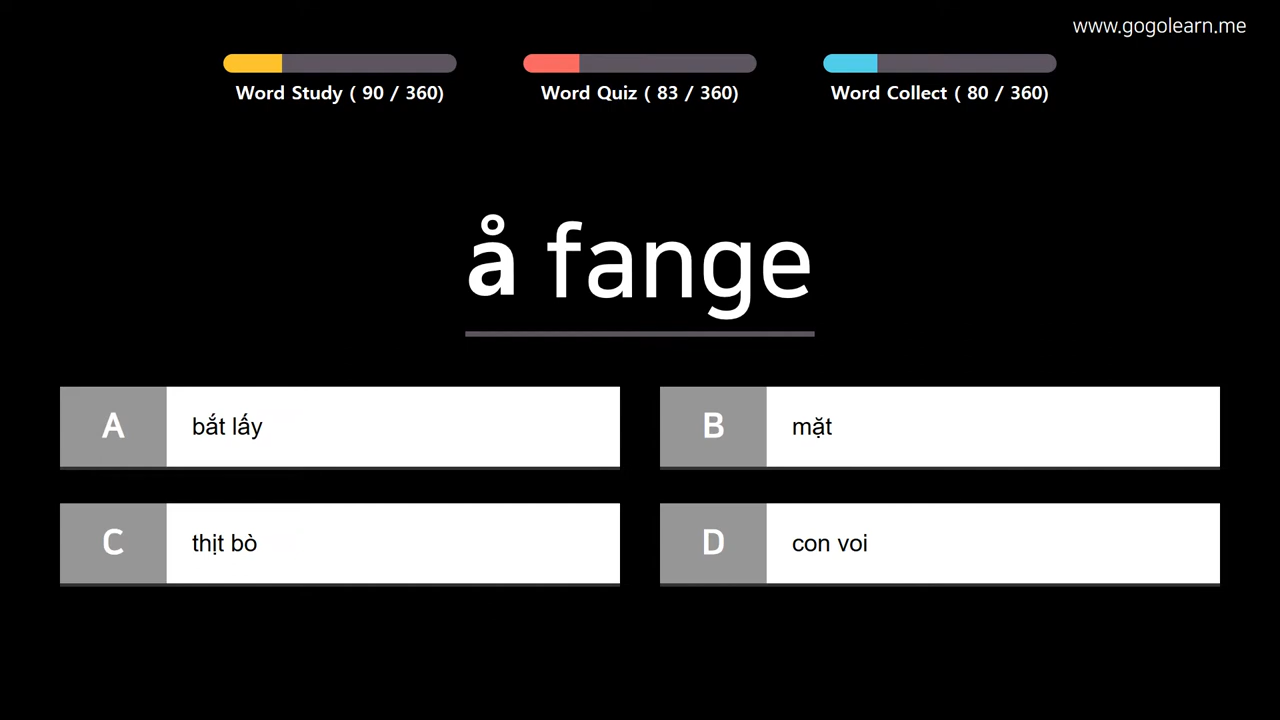 www.gogolearn.me
Word Study ( 90 / 360)
Word Quiz ( 83 / 360)
Word Collect ( 80 / 360)
å fange
A bắt lấy
B mặt
C thịt bò
D con voi